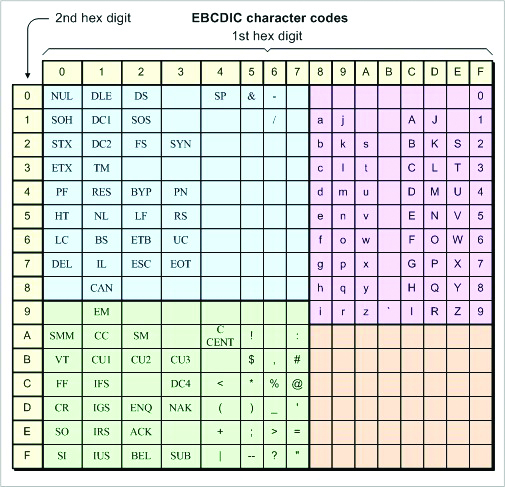 2nd hex digit
EBCDIC character codes
1st hex digit
0 1 2 3 4 5 6 7 8 9 A B C D E F
0 NUL DLE DS SP & - 0
1 SOH DC1 SOS / a j A J 1
2 STX DC2 FS SYN b k s B K S 2
3 ETX TM c l t C L T 3
4 PF RES BYP PN d m u D M U 4
5 HT NL LF RS e n v E N V 5
6 LC BS ETB UC f o w F O W 6
7 DEL IL ESC EOT g p x G P X 7
8 CAN h q y H Q Y 8
9 EM i r z ` I R Z 9
A SMM CC SM C CENT ! :
B VT CU1 CU2 CU3 $ , #
C FF IFS DC4 < * % @
D CR IGS ENQ NAK ( ) _ '
E SO IRS ACK + ; > =
F SI IUS BEL SUB | -- ? "